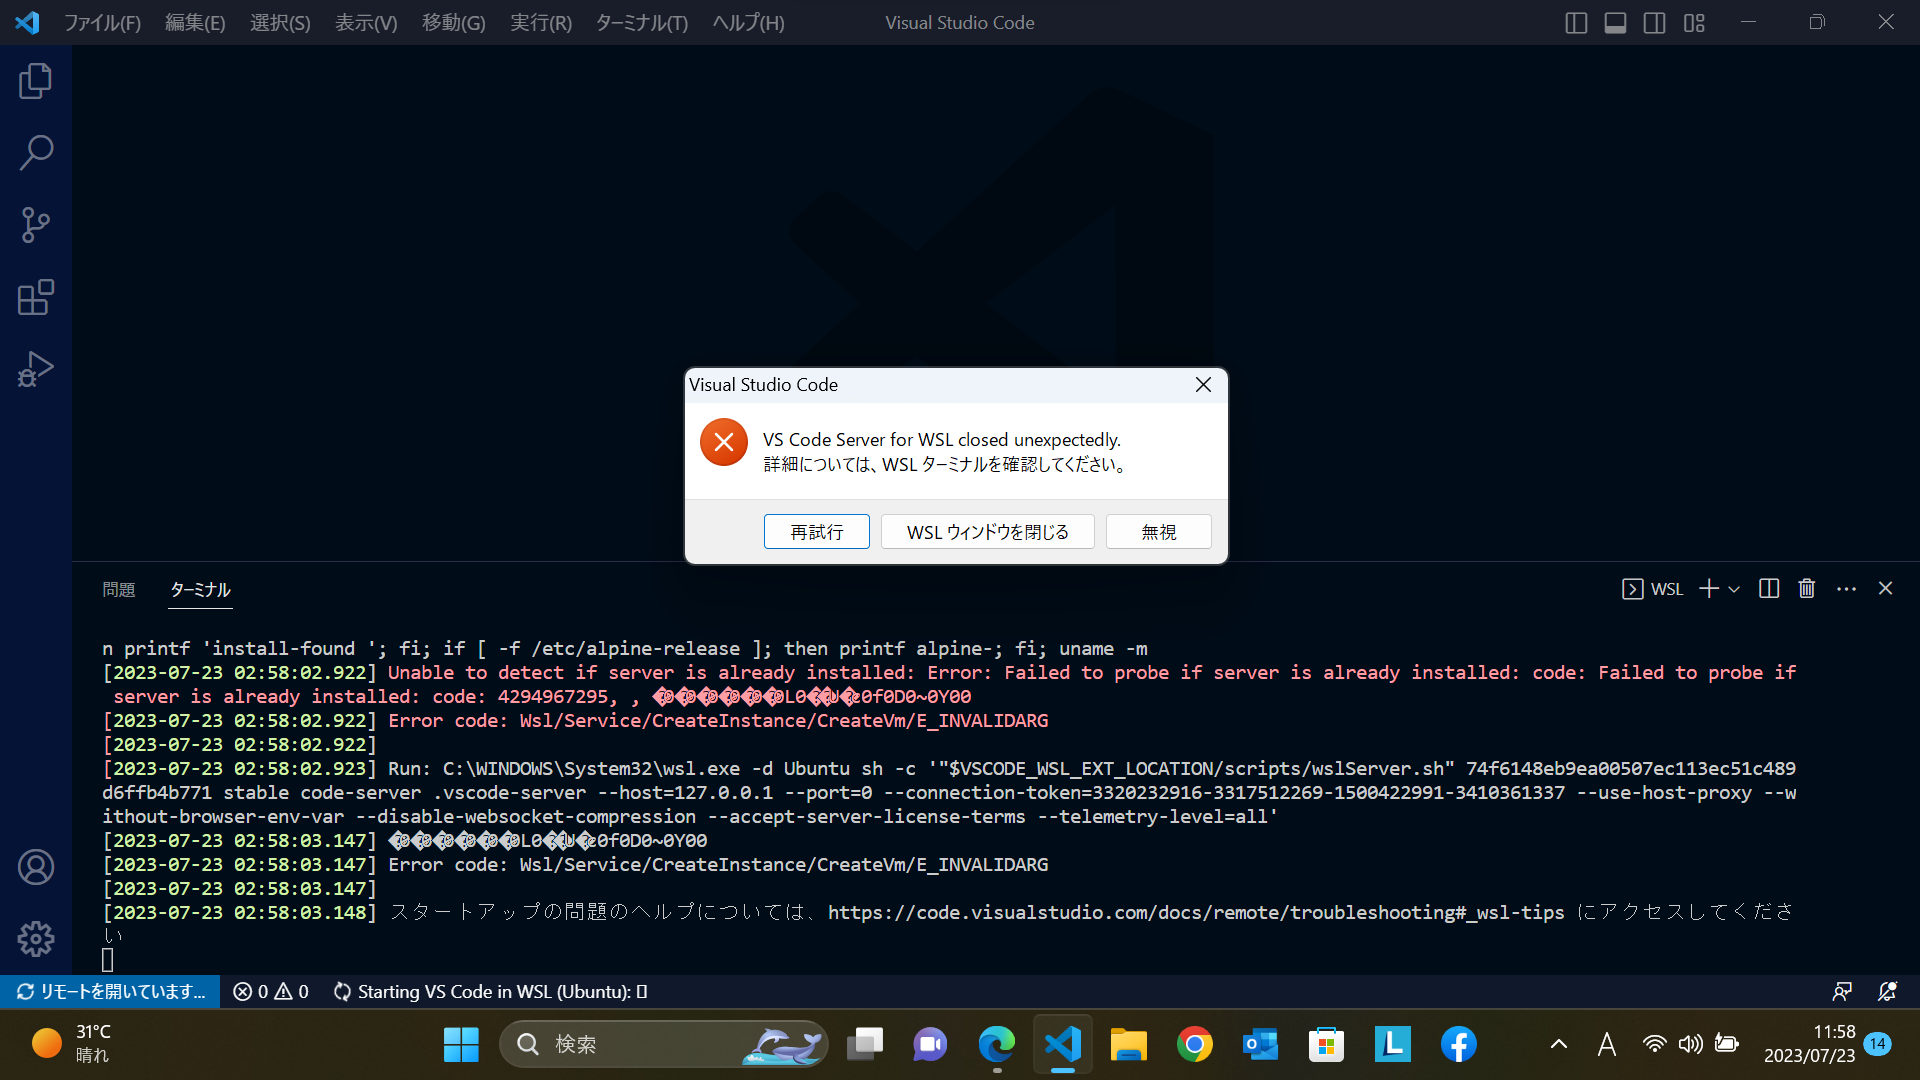 ファイル(F) 編集(E) 選択(S) 表示(V) 移動(G) 実行(R) ターミナル(T) ヘルプ(H) Visual Studio Code
Visual Studio Code
VS Code Server for WSL closed unexpectedly.
詳細については、WSL ターミナルを確認してください。
再試行 WSL ウィンドウを閉じる 無視
問題 ターミナル WSL
n printf 'install-found '; fi; if [ -f /etc/alpine-release ]; then printf alpine-; fi; uname -m
[2023-07-23 02:58:02.922] Unable to detect if server is already installed: Error: Failed to probe if server is already installed: code: Failed to probe if
server is already installed: code: 4294967295, ,
[2023-07-23 02:58:02.922] Error code: Wsl/Service/CreateInstance/CreateVm/E_INVALIDARG
[2023-07-23 02:58:02.922]
[2023-07-23 02:58:02.923] Run: C:\WINDOWS\System32\wsl.exe -d Ubuntu sh -c '"$VSCODE_WSL_EXT_LOCATION/scripts/wslServer.sh" 74f6148eb9ea00507ec113ec51c489
d6ffb4b771 stable code-server .vscode-server --host=127.0.0.1 --port=0 --connection-token=3320232916-3317512269-1500422991-3410361337 --use-host-proxy --w
ithout-browser-env-var --disable-websocket-compression --accept-server-license-terms --telemetry-level=all'
[2023-07-23 02:58:03.147]
[2023-07-23 02:58:03.147] Error code: Wsl/Service/CreateInstance/CreateVm/E_INVALIDARG
[2023-07-23 02:58:03.147]
[2023-07-23 02:58:03.148] スタートアップの問題のヘルプについては、https://code.visualstudio.com/docs/remote/troubleshooting#_wsl-tips にアクセスしてくださ
い
リモートを開いています... 0 0 Starting VS Code in WSL (Ubuntu):
31°C
晴れ
検索
A
11:58
2023/07/23
14